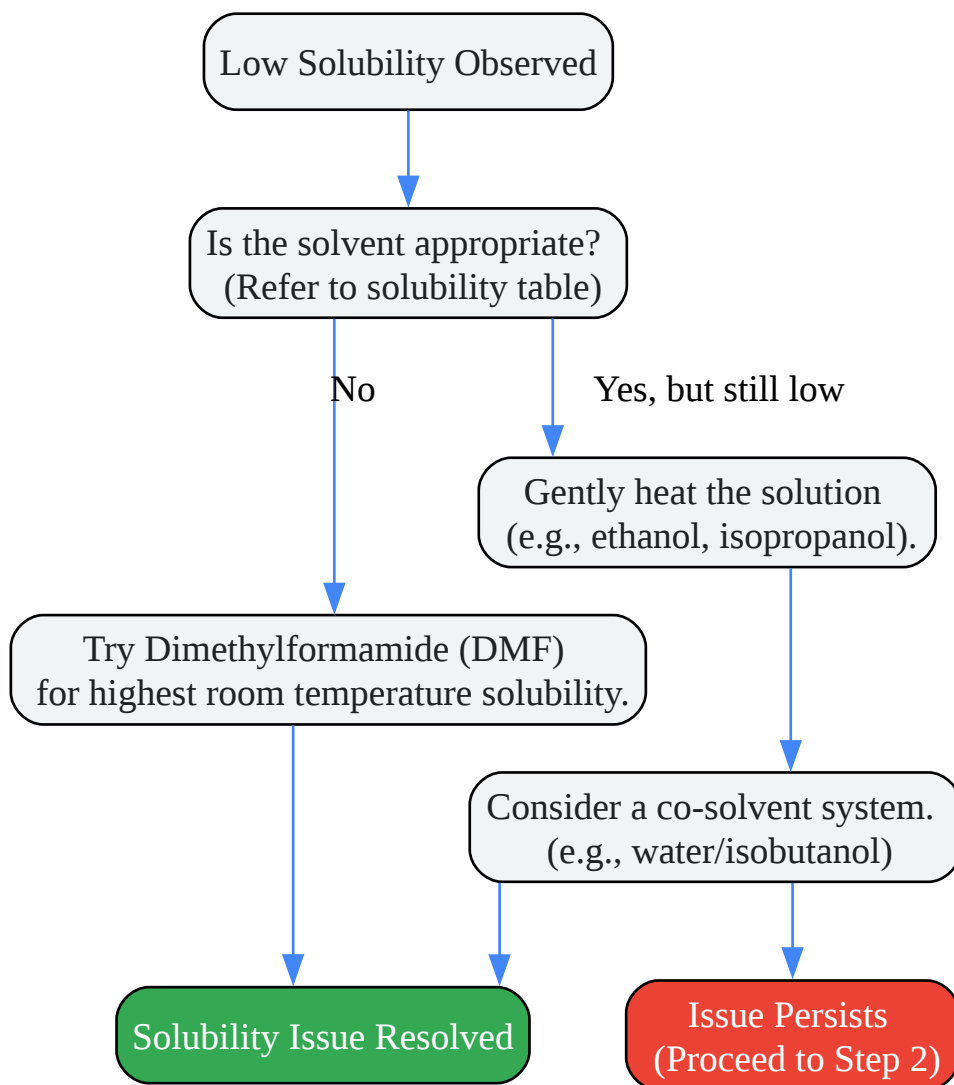 Low Solubility Observed
Is the solvent appropriate?
(Refer to solubility table)
No
Yes, but still low
Gently heat the solution
(e.g., ethanol, isopropanol).
Try Dimethylformamide (DMF)
for highest room temperature solubility.
Consider a co-solvent system.
(e.g., water/isobutanol)
Solubility Issue Resolved
Issue Persists
(Proceed to Step 2)